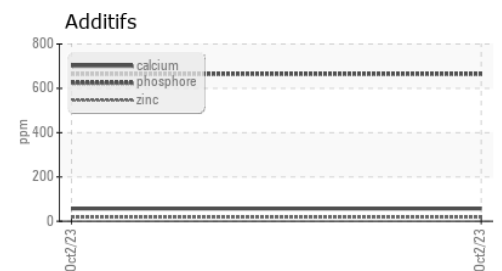 Additifs
800
600
400
200
0
ppm
calcium
phosphore
zinc
Oct2/23
Oct2/23